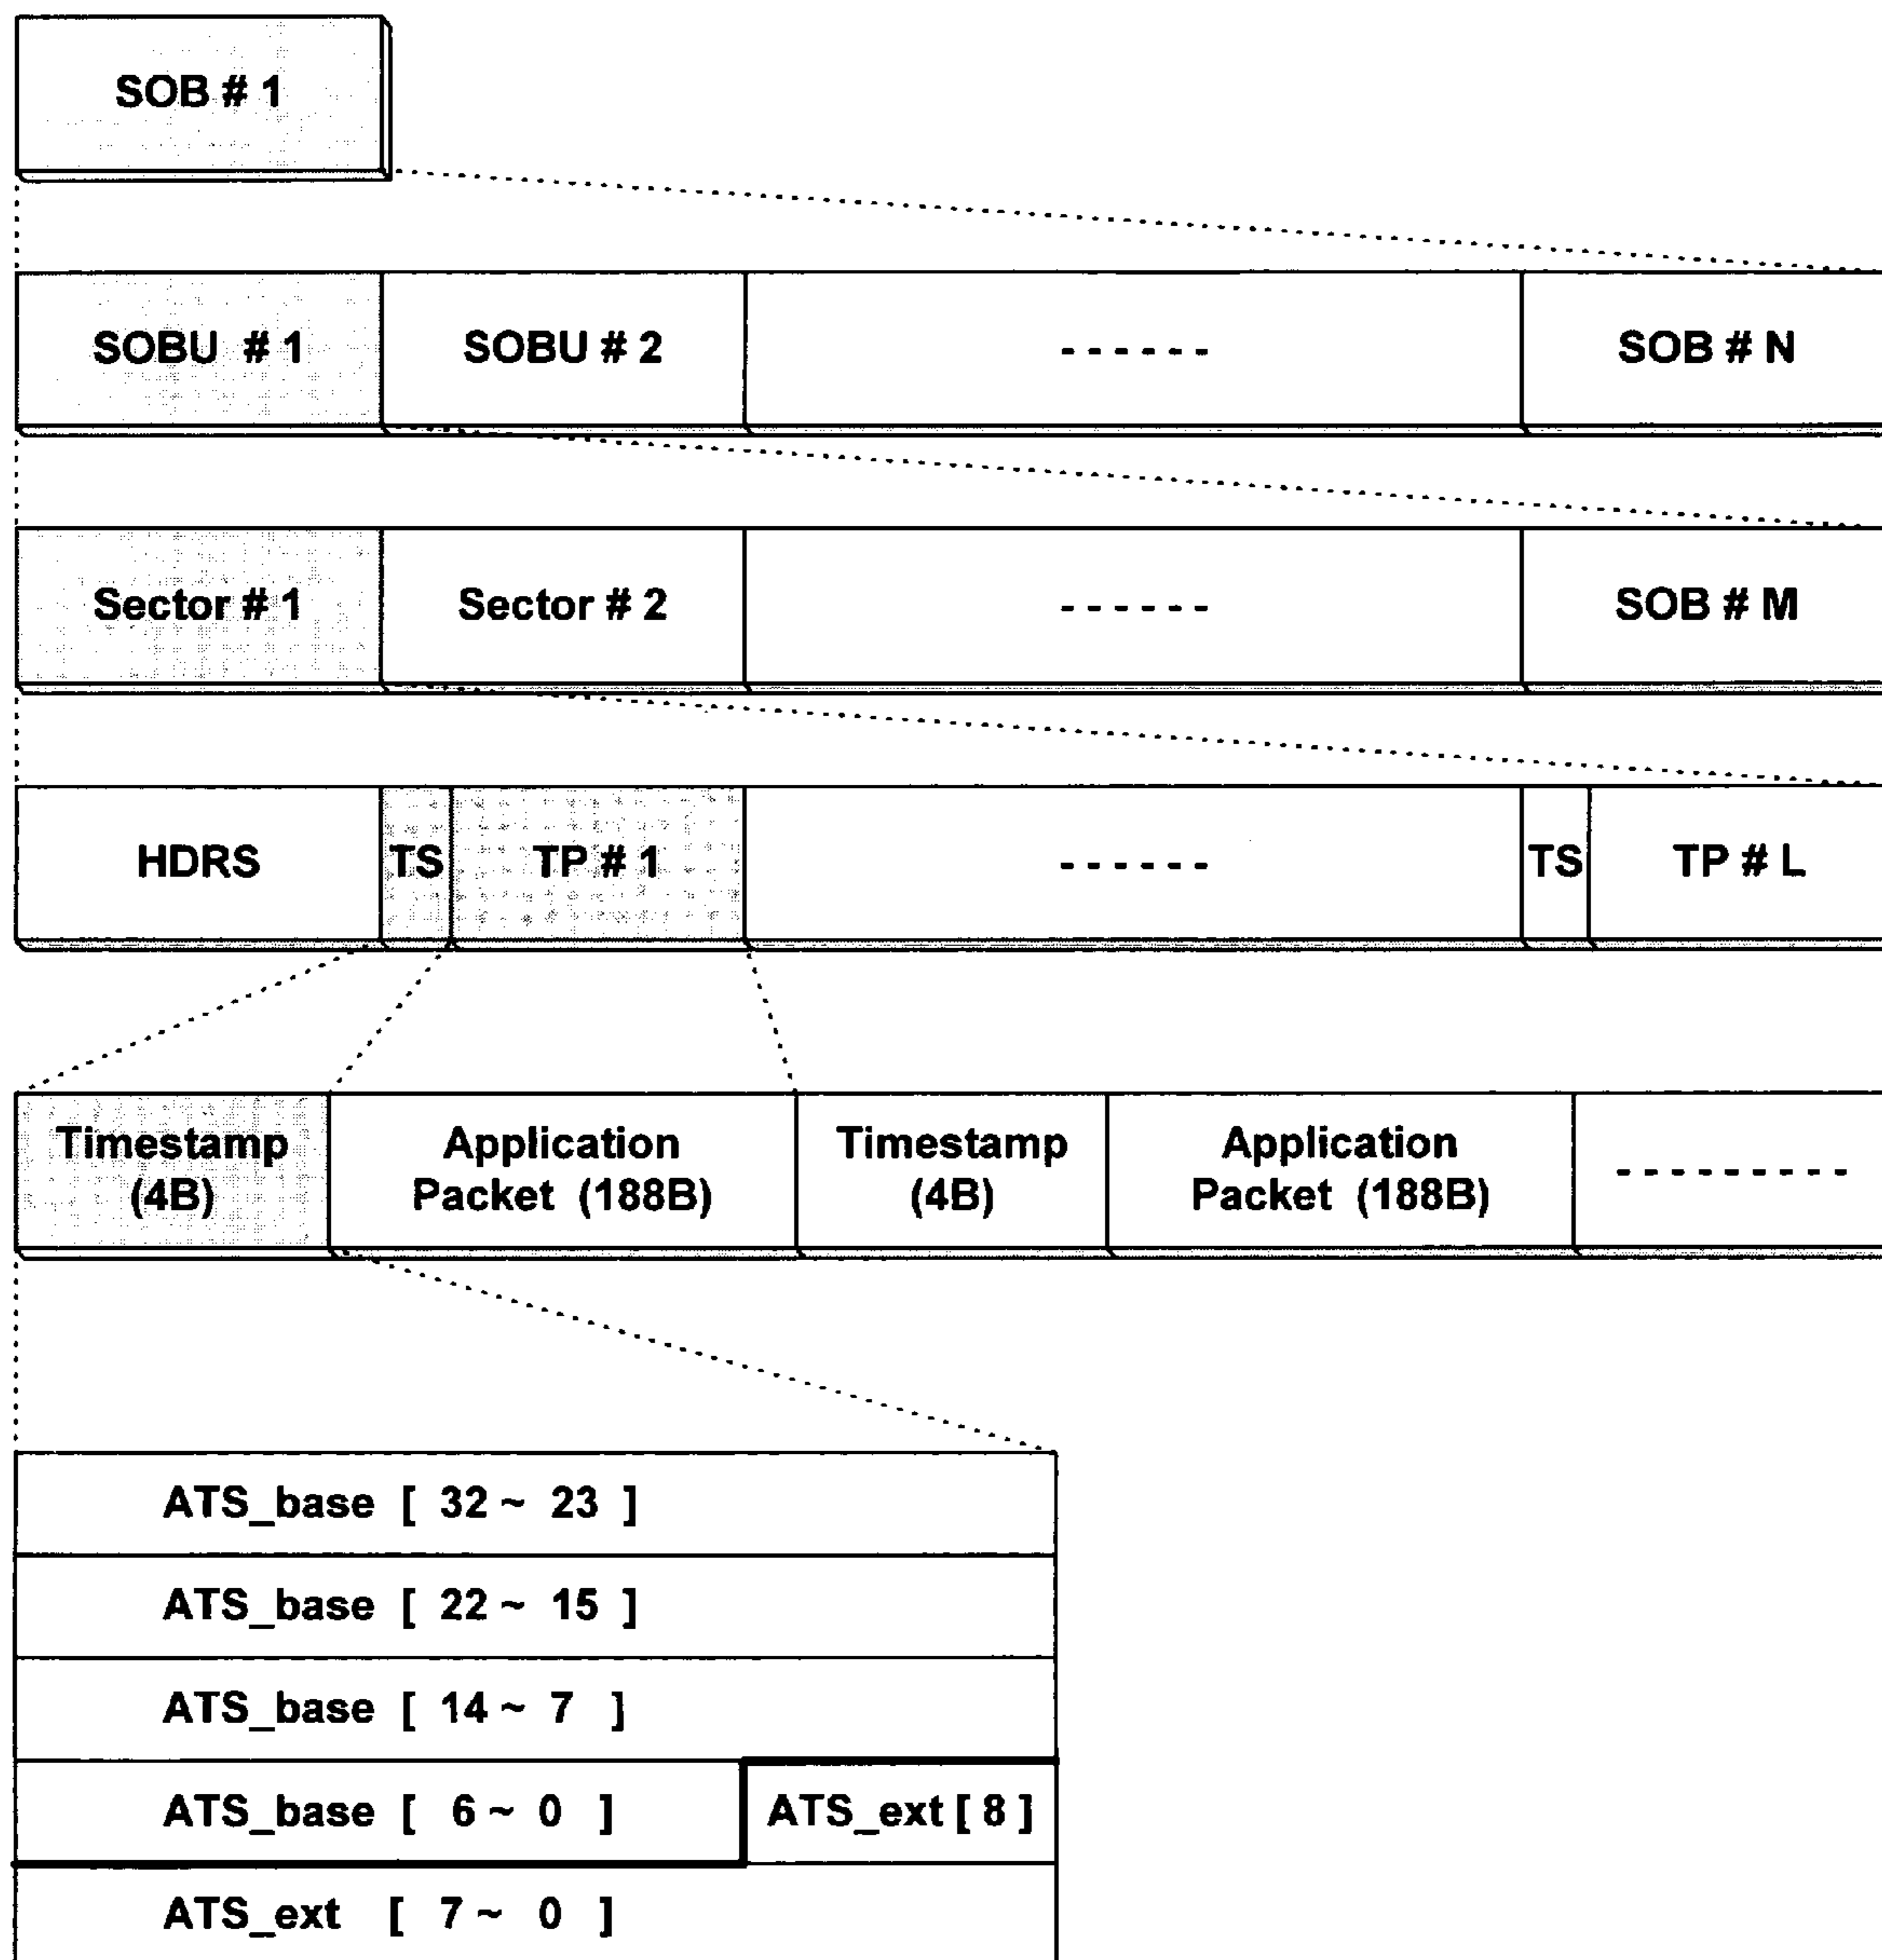 SOB # 1
SOBU # 1 SOBU # 2 ------ SOB # N
Sector # 1 Sector # 2 ------ SOB # M
HDRS TS TP # 1 ------ TS TP # L
Timestamp (4B) Application Packet (188B) Timestamp (4B) Application Packet (188B) ---------
ATS_base [ 32 ~ 23 ]
ATS_base [ 22 ~ 15 ]
ATS_base [ 14 ~ 7 ]
ATS_base [ 6 ~ 0 ] ATS_ext [ 8 ]
ATS_ext [ 7 ~ 0 ]